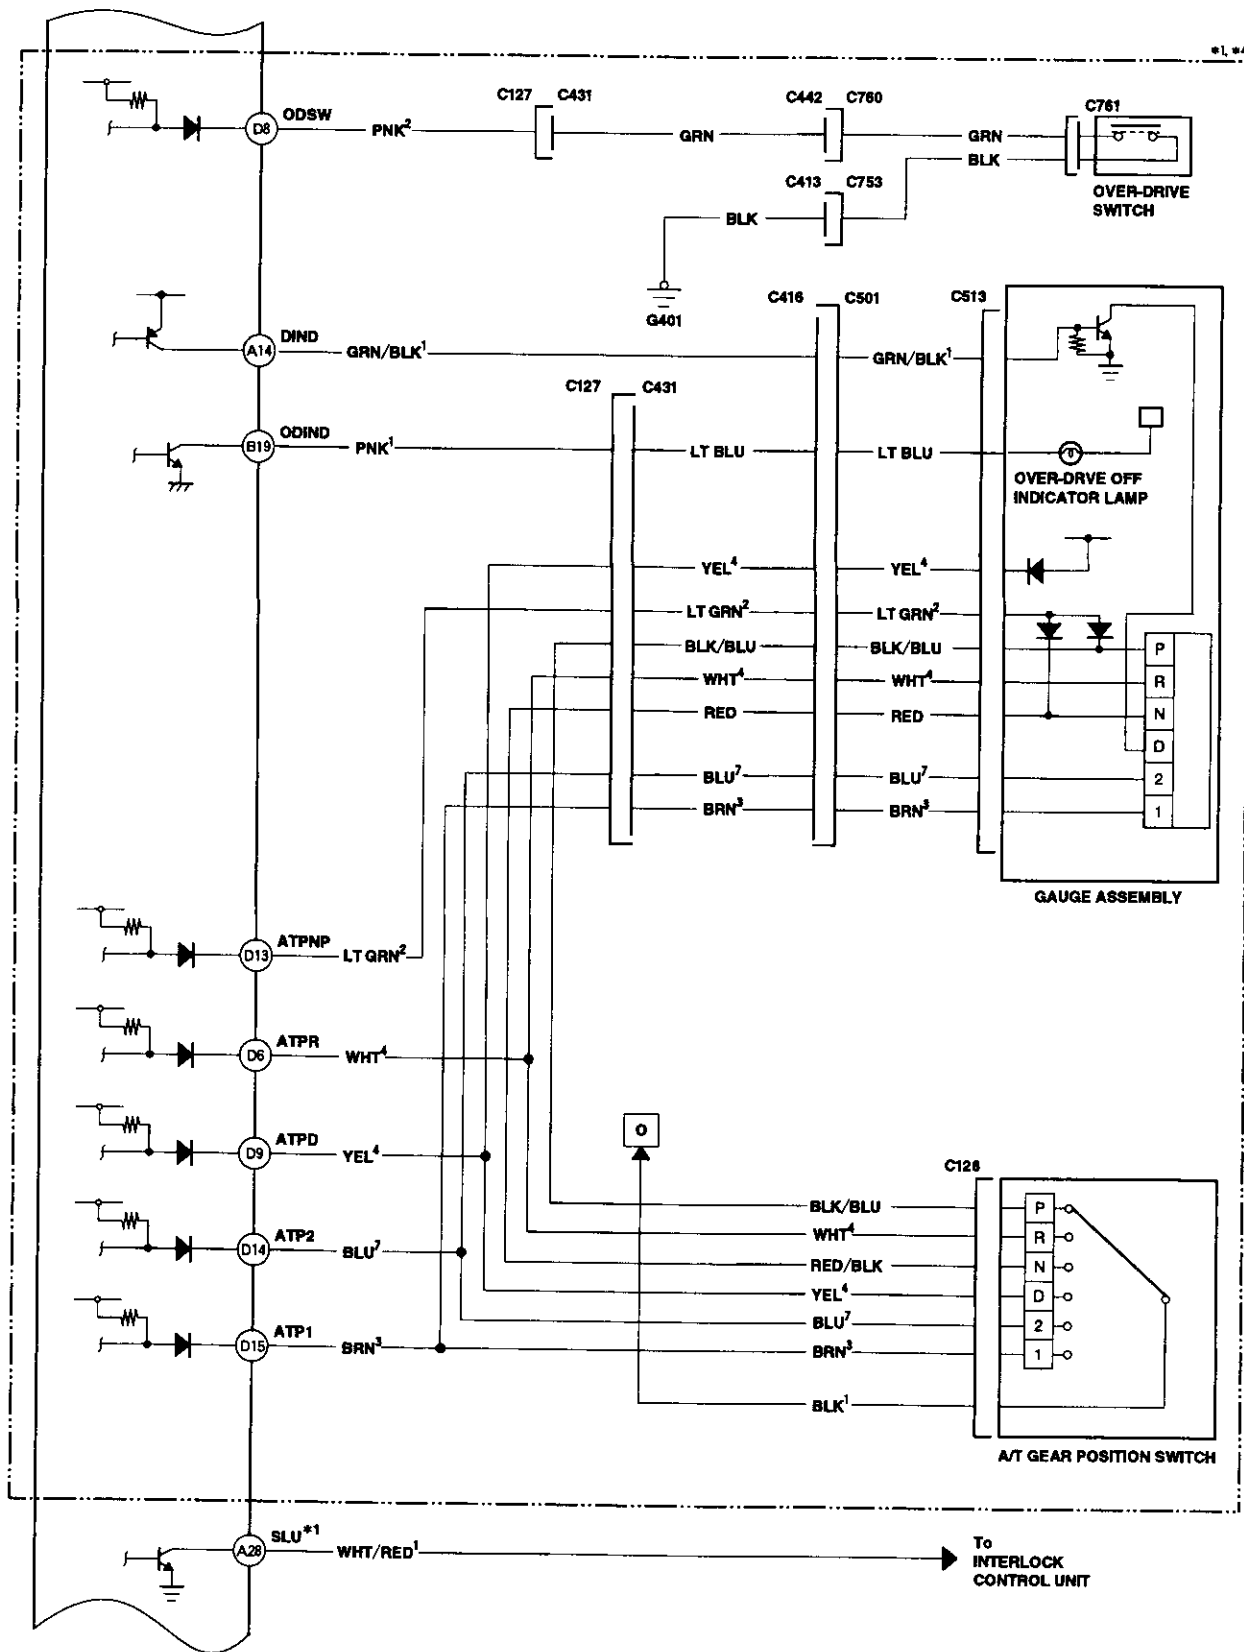 *1, *4
C127 C431
C442 C760
C761
D8
ODSW
PNK²
GRN
GRN
BLK
OVER-DRIVE
SWITCH
C413 C753
BLK
G401
C416 C501
C513
A14
DIND
GRN/BLK¹
GRN/BLK¹
C127 C431
B19
ODIND
PNK¹
LT BLU
LT BLU
OVER-DRVE OFF
INDICATOR LAMP
YEL⁴
YEL⁴
LT GRN²
LT GRN²
BLK/BLU
BLK/BLU
P
WHT⁴
WHT⁴
R
RED
RED
N
D
BLU⁷
BLU⁷
2
BRN³
BRN³
1
GAUGE ASSEMBLY
D13
ATPNP
LT GRN²
D6
ATPR
WHT⁴
D9
ATPD
YEL⁴
O
C128
D14
ATP2
BLU⁷
BLK/BLU
P
WHT⁴
R
RED/BLK
N
YEL⁴
D
BLU⁷
2
D15
ATP1
BRN³
BRN³
1
BLK¹
A/T GEAR POSITION SWITCH
A28
SLU*1
WHT/RED¹
To
INTERLOCK
CONTROL UNIT